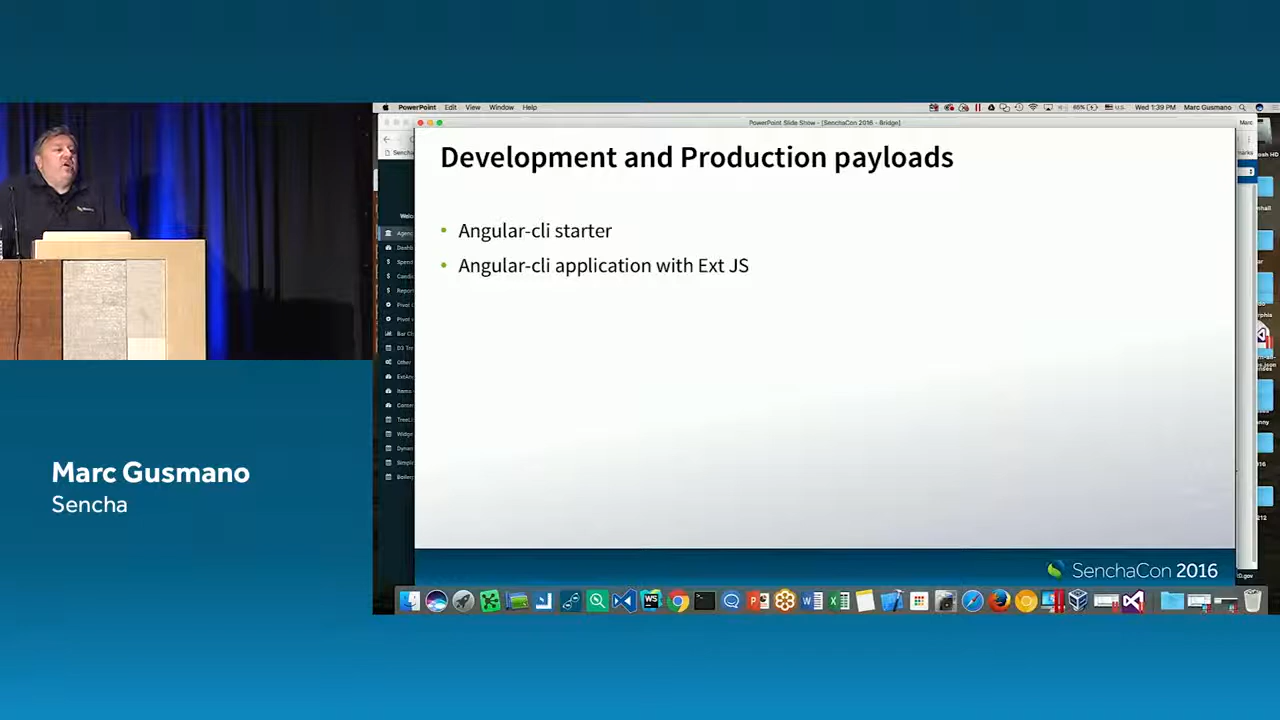 PowerPoint Edit View Window Help
65% U.S. Wed 1:39 PM Marc Gusmano
PowerPoint Slide Show - [SenchaCon 2016 - Bridge]
Development and Production payloads
• Angular-cli starter
• Angular-cli application with Ext JS
Marc Gusmano
Sencha
SenchaCon 2016